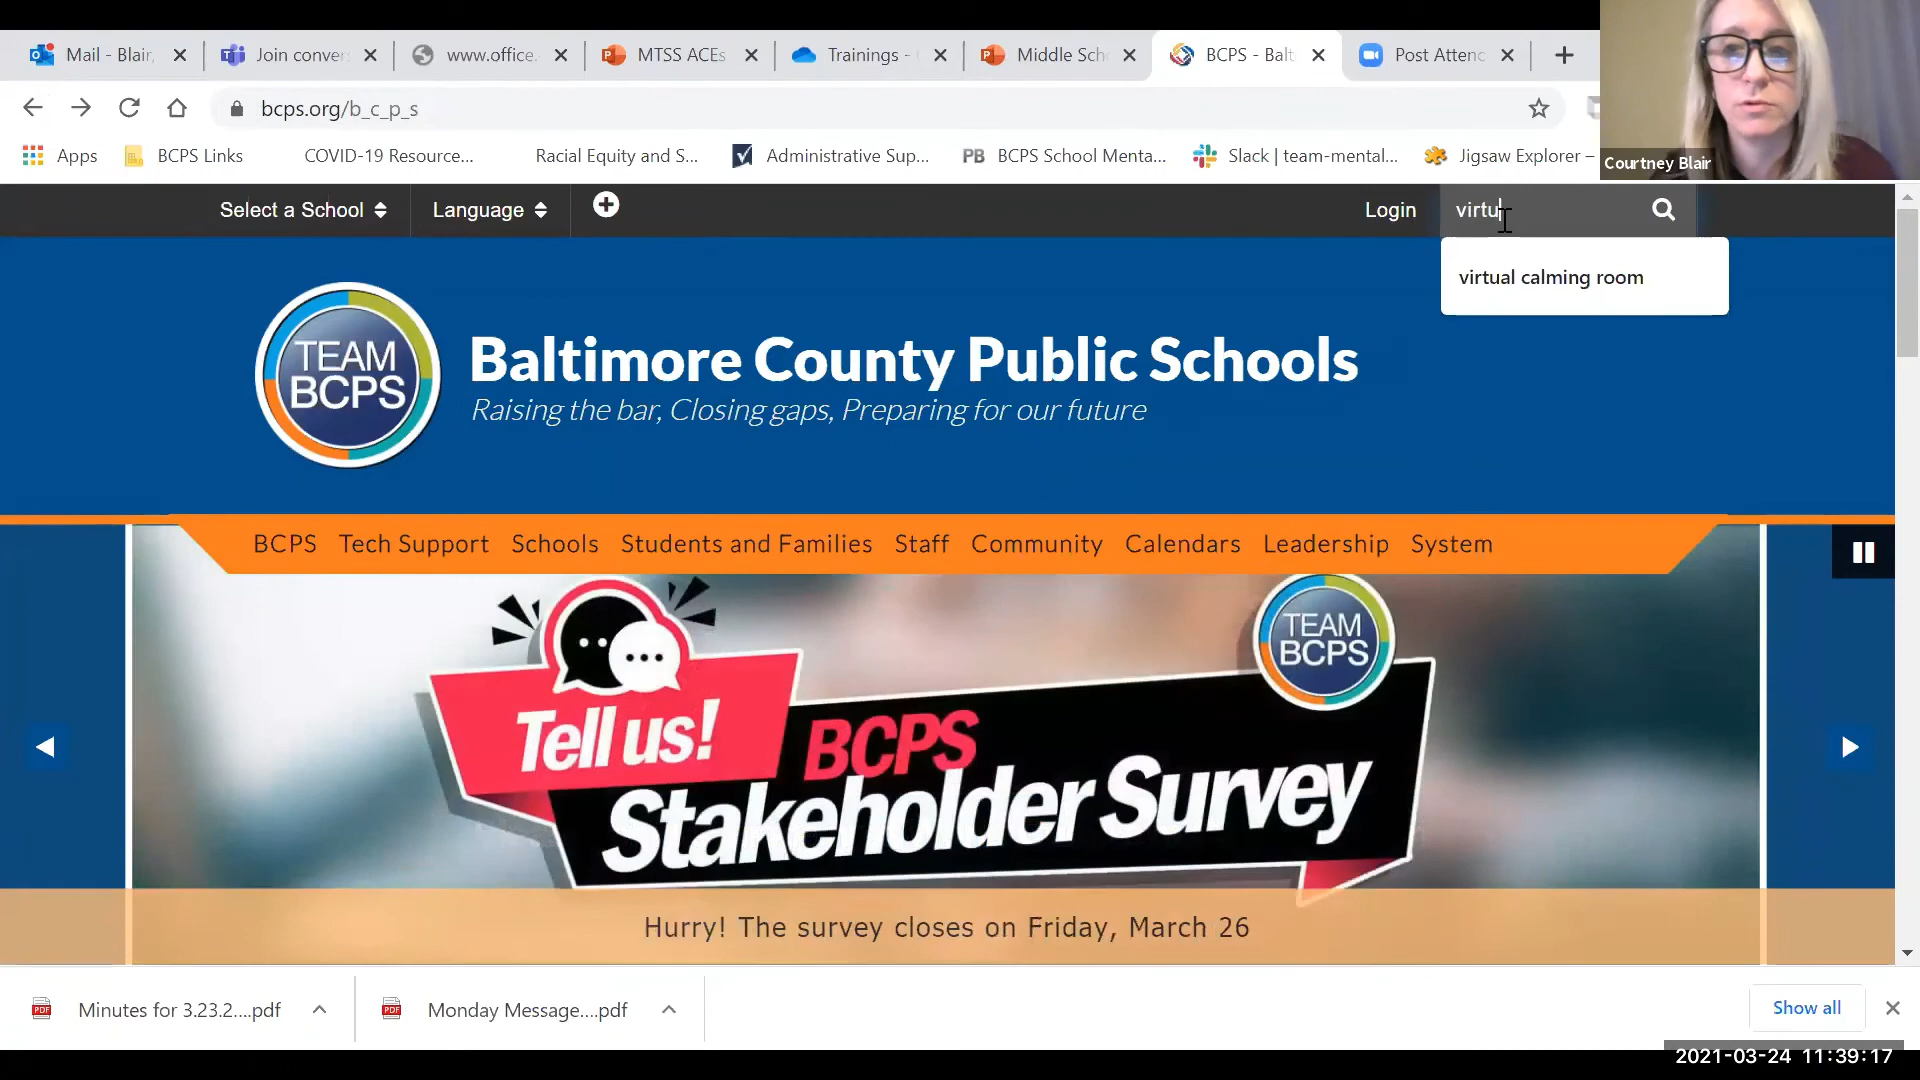 Mail - Blair,
Join conver
www.office.
MTSS ACEs
Trainings -
Middle Sch
BCPS - Balt
Post Attenc
bcps.org/b_c_p_s
Apps
BCPS Links
COVID-19 Resource...
Racial Equity and S...
Administrative Sup...
PB BCPS School Menta...
Slack | team-mental...
Jigsaw Explorer –
Courtney Blair
Select a School
Language
Login
virtu
virtual calming room
TEAM
BCPS
Baltimore County Public Schools
Raising the bar, Closing gaps, Preparing for our future
BCPS Tech Support Schools Students and Families Staff Community Calendars Leadership System
TEAM
BCPS
Tell us!
BCPS
Stakeholder Survey
Hurry! The survey closes on Friday, March 26
PDF Minutes for 3.23.2....pdf
PDF Monday Message....pdf
Show all
2021-03-24 11:39:17